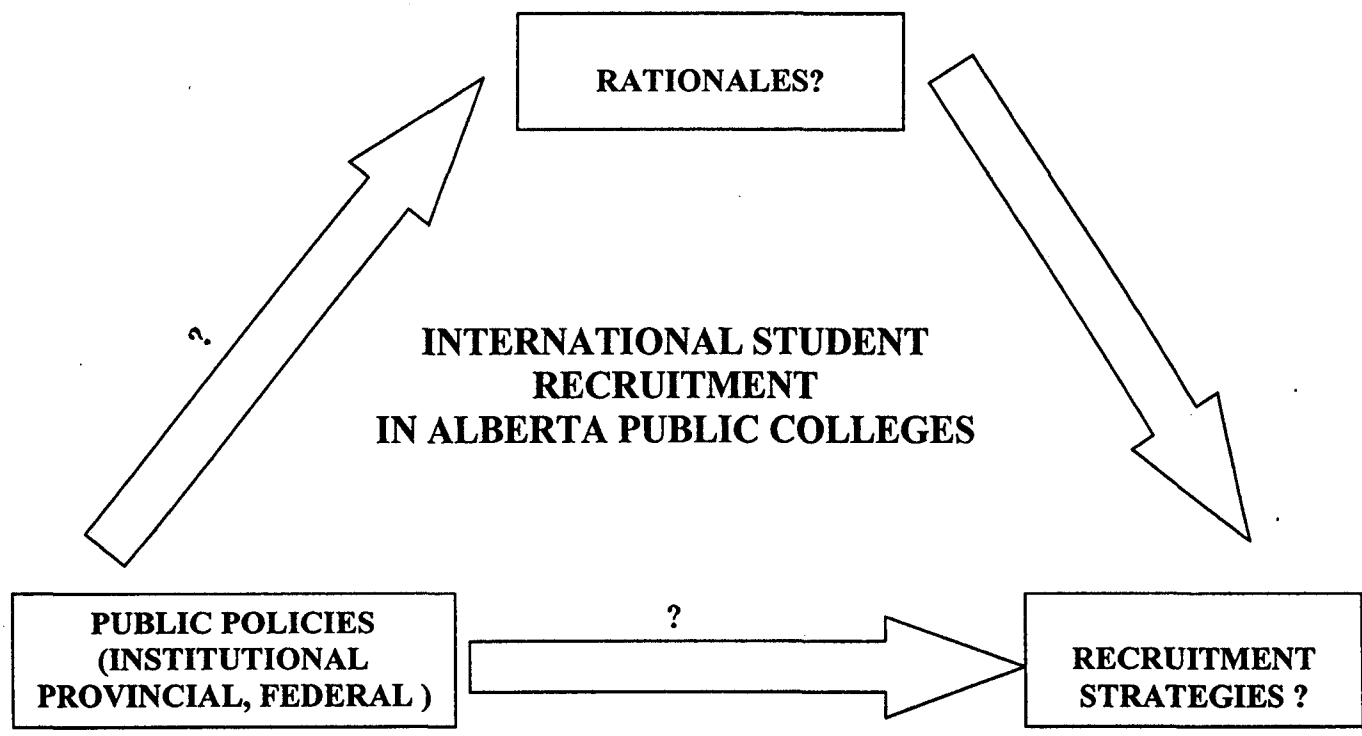 RATIONALES?
?
INTERNATIONAL STUDENT
RECRUITMENT
IN ALBERTA PUBLIC COLLEGES
?
PUBLIC POLICIES
(INSTITUTIONAL
PROVINCIAL, FEDERAL )
RECRUITMENT
STRATEGIES ?